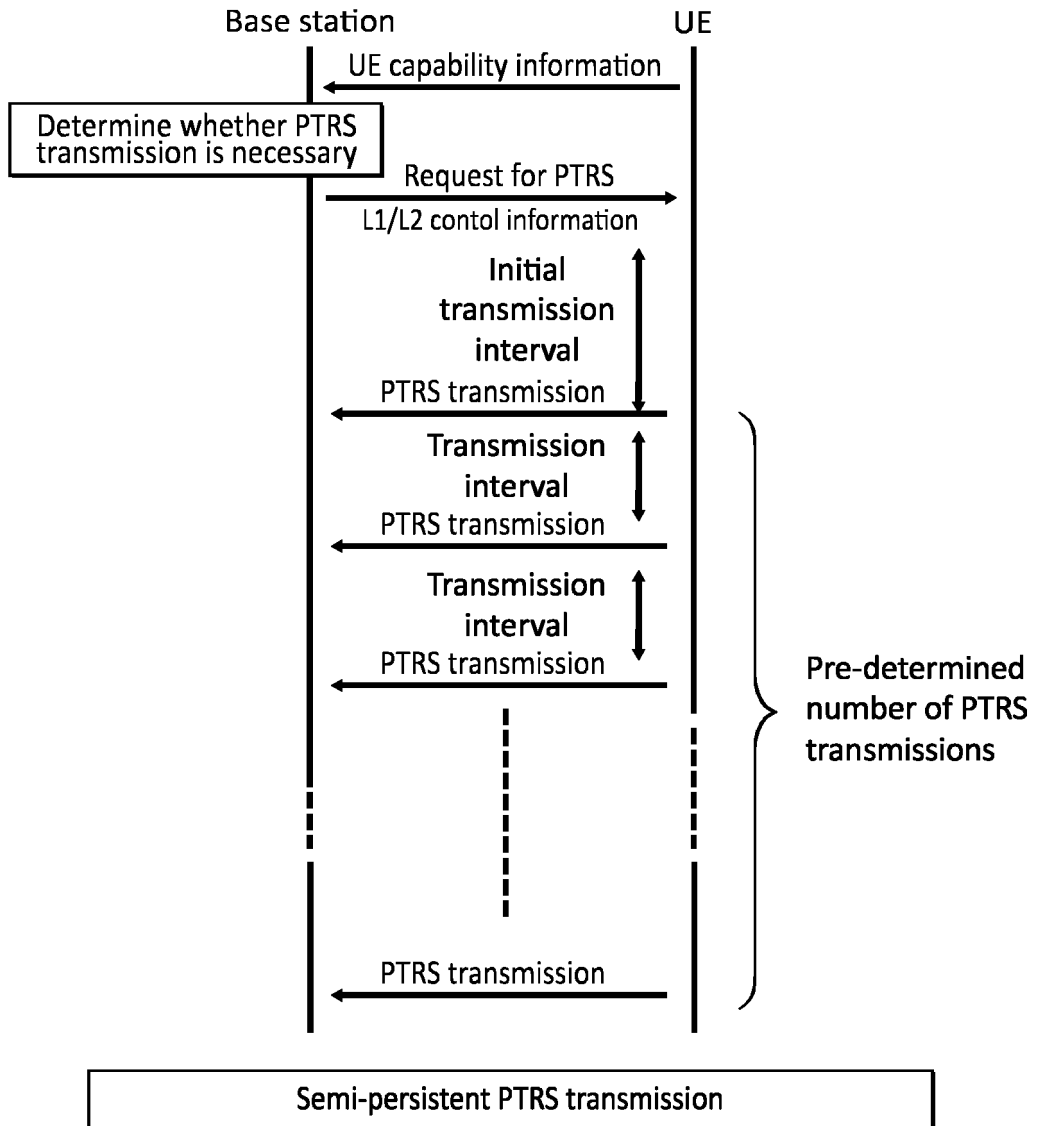 Base station
UE
UE capability information
Determine whether PTRS
transmission is necessary
Request for PTRS
L1/L2 contol information
Initial
transmission
interval
PTRS transmission
Transmission
interval
PTRS transmission
Transmission
interval
PTRS transmission
Pre-determined
number of PTRS
transmissions
PTRS transmission
Semi-persistent PTRS transmission